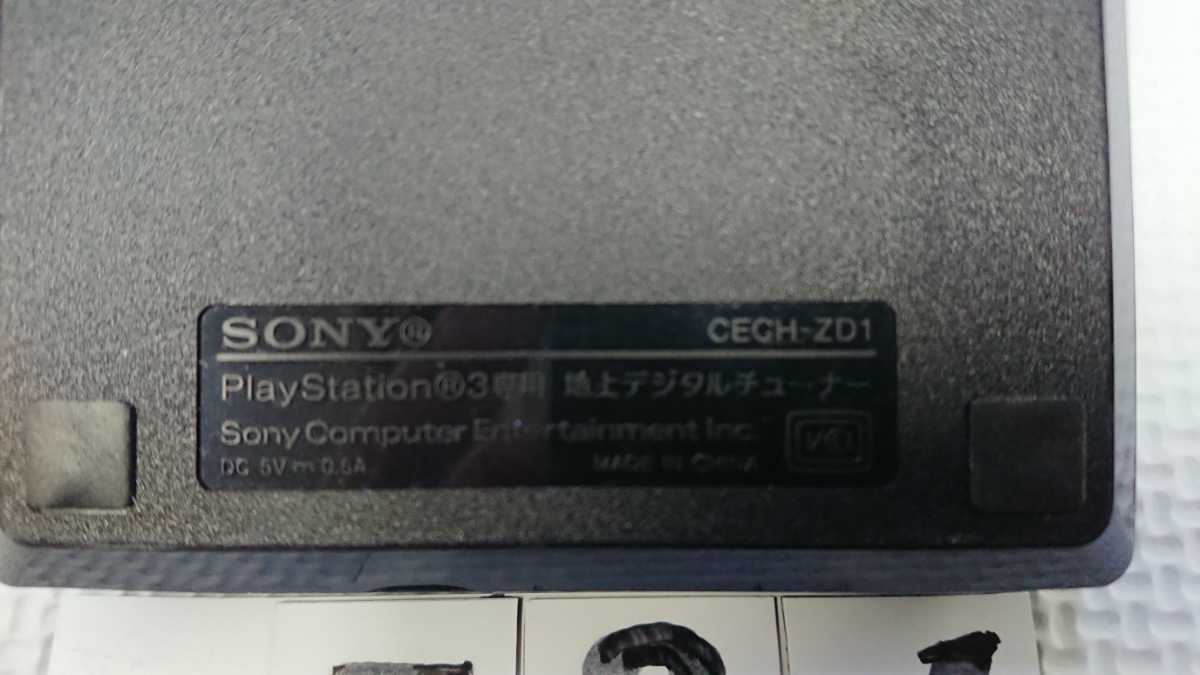 SONY® CECH-ZD1
PlayStation®3専用 地上デジタルチューナー
Sony Computer Entertainment Inc.
DC 5V⎓0.5A MADE IN CHINA